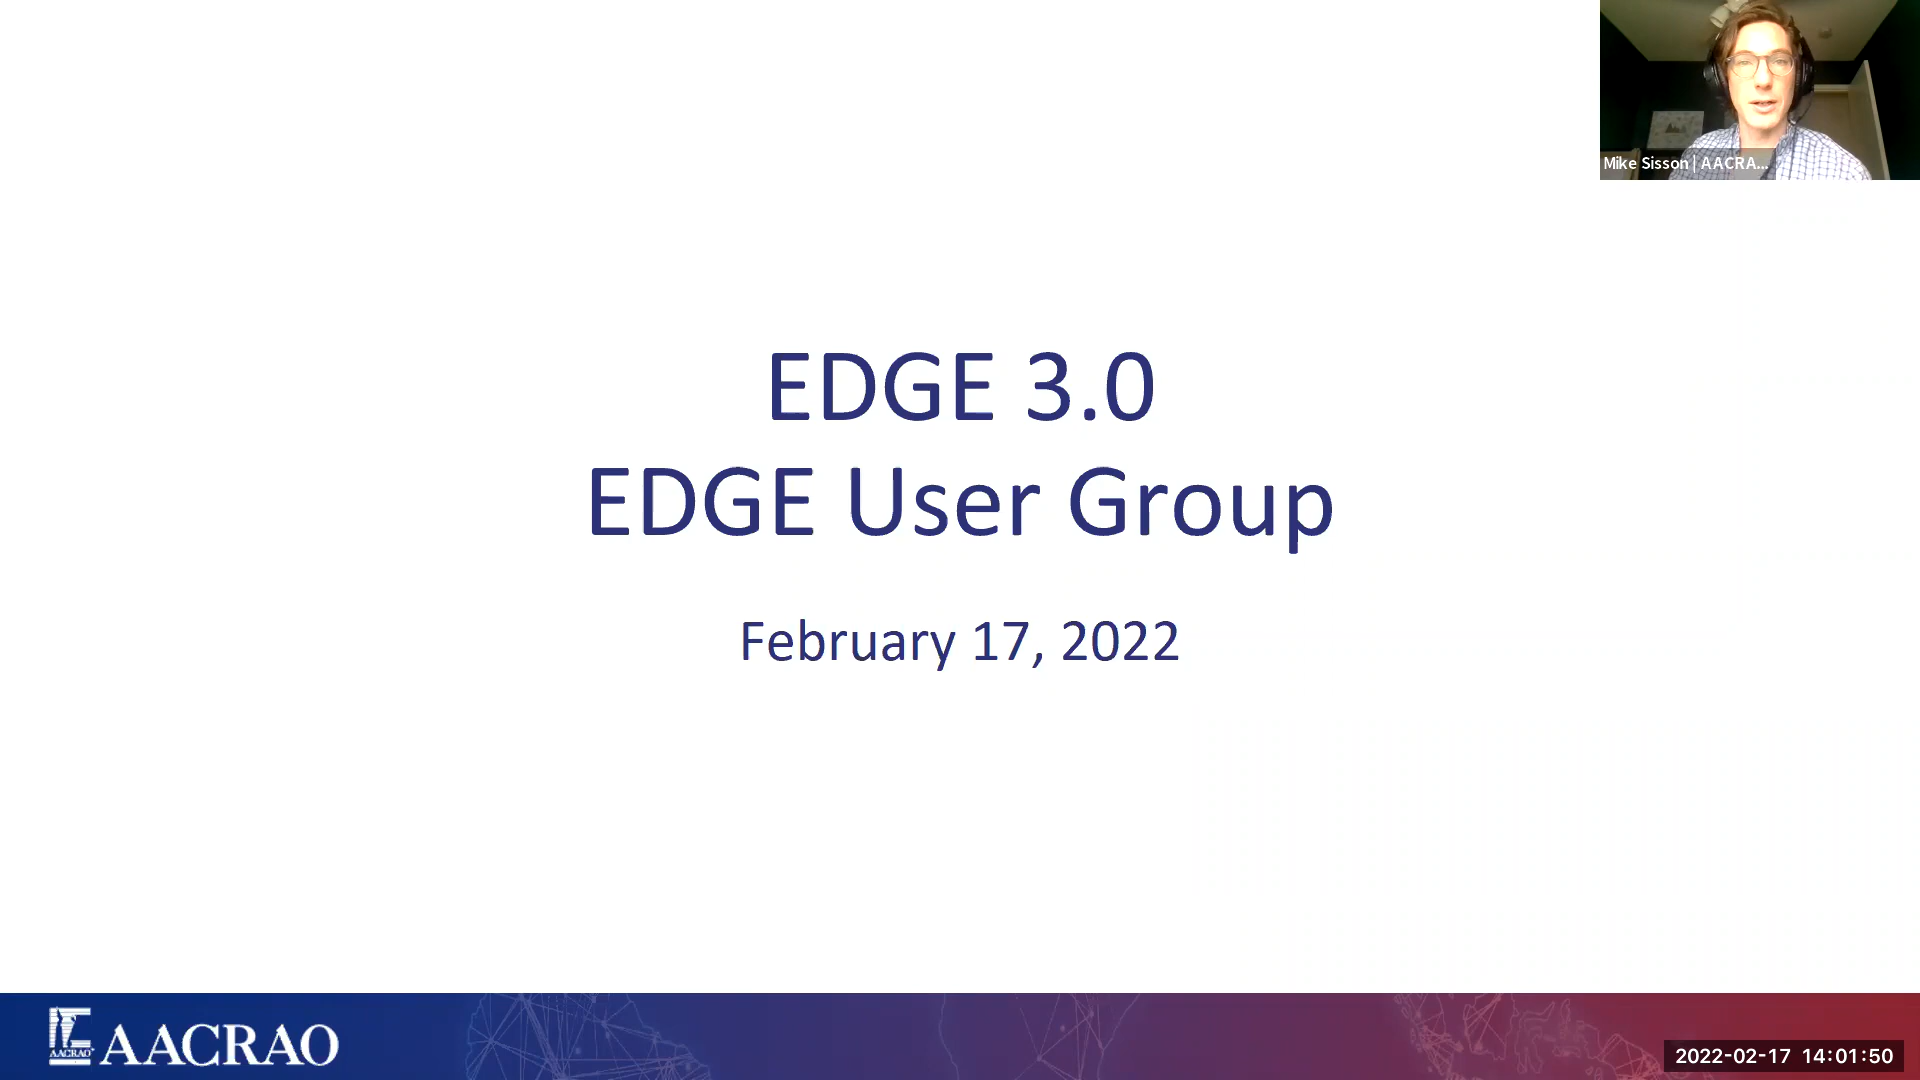 Mike Sisson | AACRA...
EDGE 3.0
EDGE User Group
February 17, 2022
AACRAO
AACRAO
2022-02-17 14:01:50